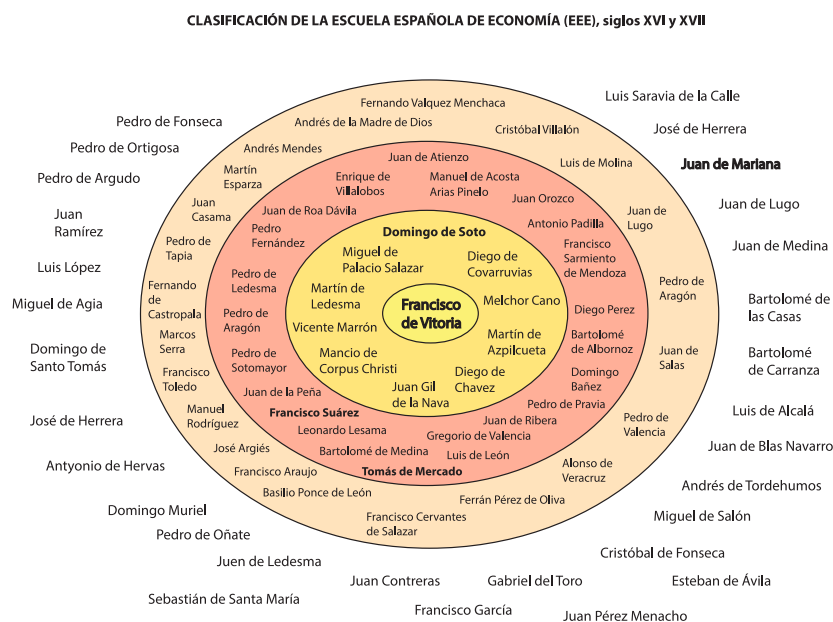 CLASIFICACIÓN DE LA ESCUELA ESPAÑOLA DE ECONOMÍA (EEE), siglos XVI y XVII
Luis Saravia de la Calle
Fernando Valquez Menchaca
Pedro de Fonseca
Andrés de la Madre de Dios
Cristóbal Villalón
José de Herrera
Pedro de Ortigosa
Andrés Mendes
Juan de Atienzo
Luis de Molina
Juan de Mariana
Pedro de Argudo
Martín
Esparza
Enrique de
Villalobos
Manuel de Acosta
Arias Pinelo
Juan Orozco
Juan de Lugo
Juan
Ramírez
Juan
Casama
Juan de Roa Dávila
Antonio Padilla
Juan de
Lugo
Pedro de
Tapia
Pedro
Fernández
Domingo de Soto
Francisco
Sarmiento
de Mendoza
Juan de Medina
Luis López
Miguel de
Palacio Salazar
Diego de
Covarruvias
Pedro de
Aragón
Miguel de Agia
Fernando
de
Castropala
Pedro de
Ledesma
Martín de
Ledesma
Francisco
de Vitoria
Melchor Cano
Diego Perez
Bartolomé de
las Casas
Marcos
Serra
Pedro de
Aragón
Vicente Marrón
Martín de
Azpilcueta
Bartolomé
de Albornoz
Juan de
Salas
Domingo de
Santo Tomás
Francisco
Toledo
Pedro de
Sotomayor
Mancio de
Corpus Christi
Diego de
Chavez
Domingo
Bañez
Bartolomé
de Carranza
Juan de la Peña
Juan Gil
de la Nava
Pedro de Pravia
José de Herrera
Manuel
Rodríguez
Francisco Suárez
Juan de Ribera
Pedro de
Valencia
Luis de Alcalá
Leonardo Lesama
Gregorio de Valencia
José Argiés
Bartolomé de Medina
Luis de León
Juan de Blas Navarro
Antyonio de Hervas
Francisco Araujo
Tomás de Mercado
Alonso de
Veracruz
Andrés de Tordehumos
Basilio Ponce de León
Ferrán Pérez de Oliva
Domingo Muriel
Francisco Cervantes
de Salazar
Miguel de Salón
Pedro de Oñate
Cristóbal de Fonseca
Juen de Ledesma
Juan Contreras
Gabriel del Toro
Esteban de Ávila
Sebastián de Santa María
Francisco García
Juan Pérez Menacho